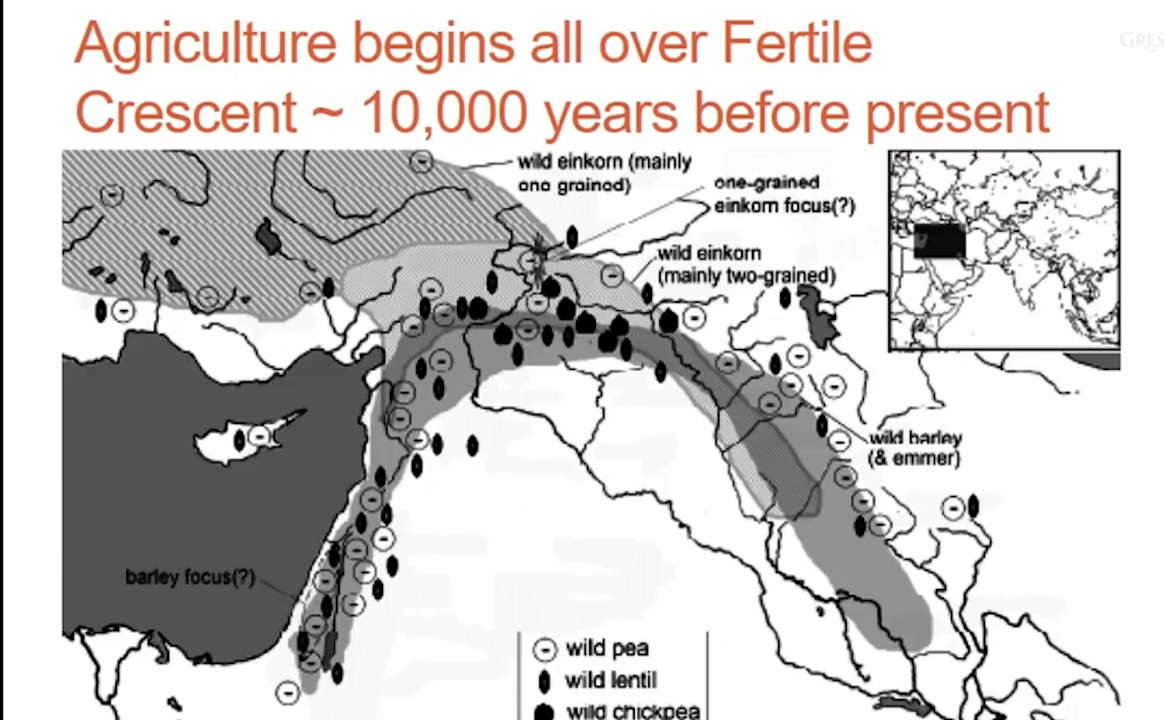 Agriculture begins all over Fertile
Crescent ~ 10,000 years before present
GRES
wild einkorn (mainly
one grained)
one-grained
einkorn focus(?)
wild einkorn
(mainly two-grained)
wild barley
(& emmer)
barley focus(?)
wild pea
wild lentil
wild chickpea